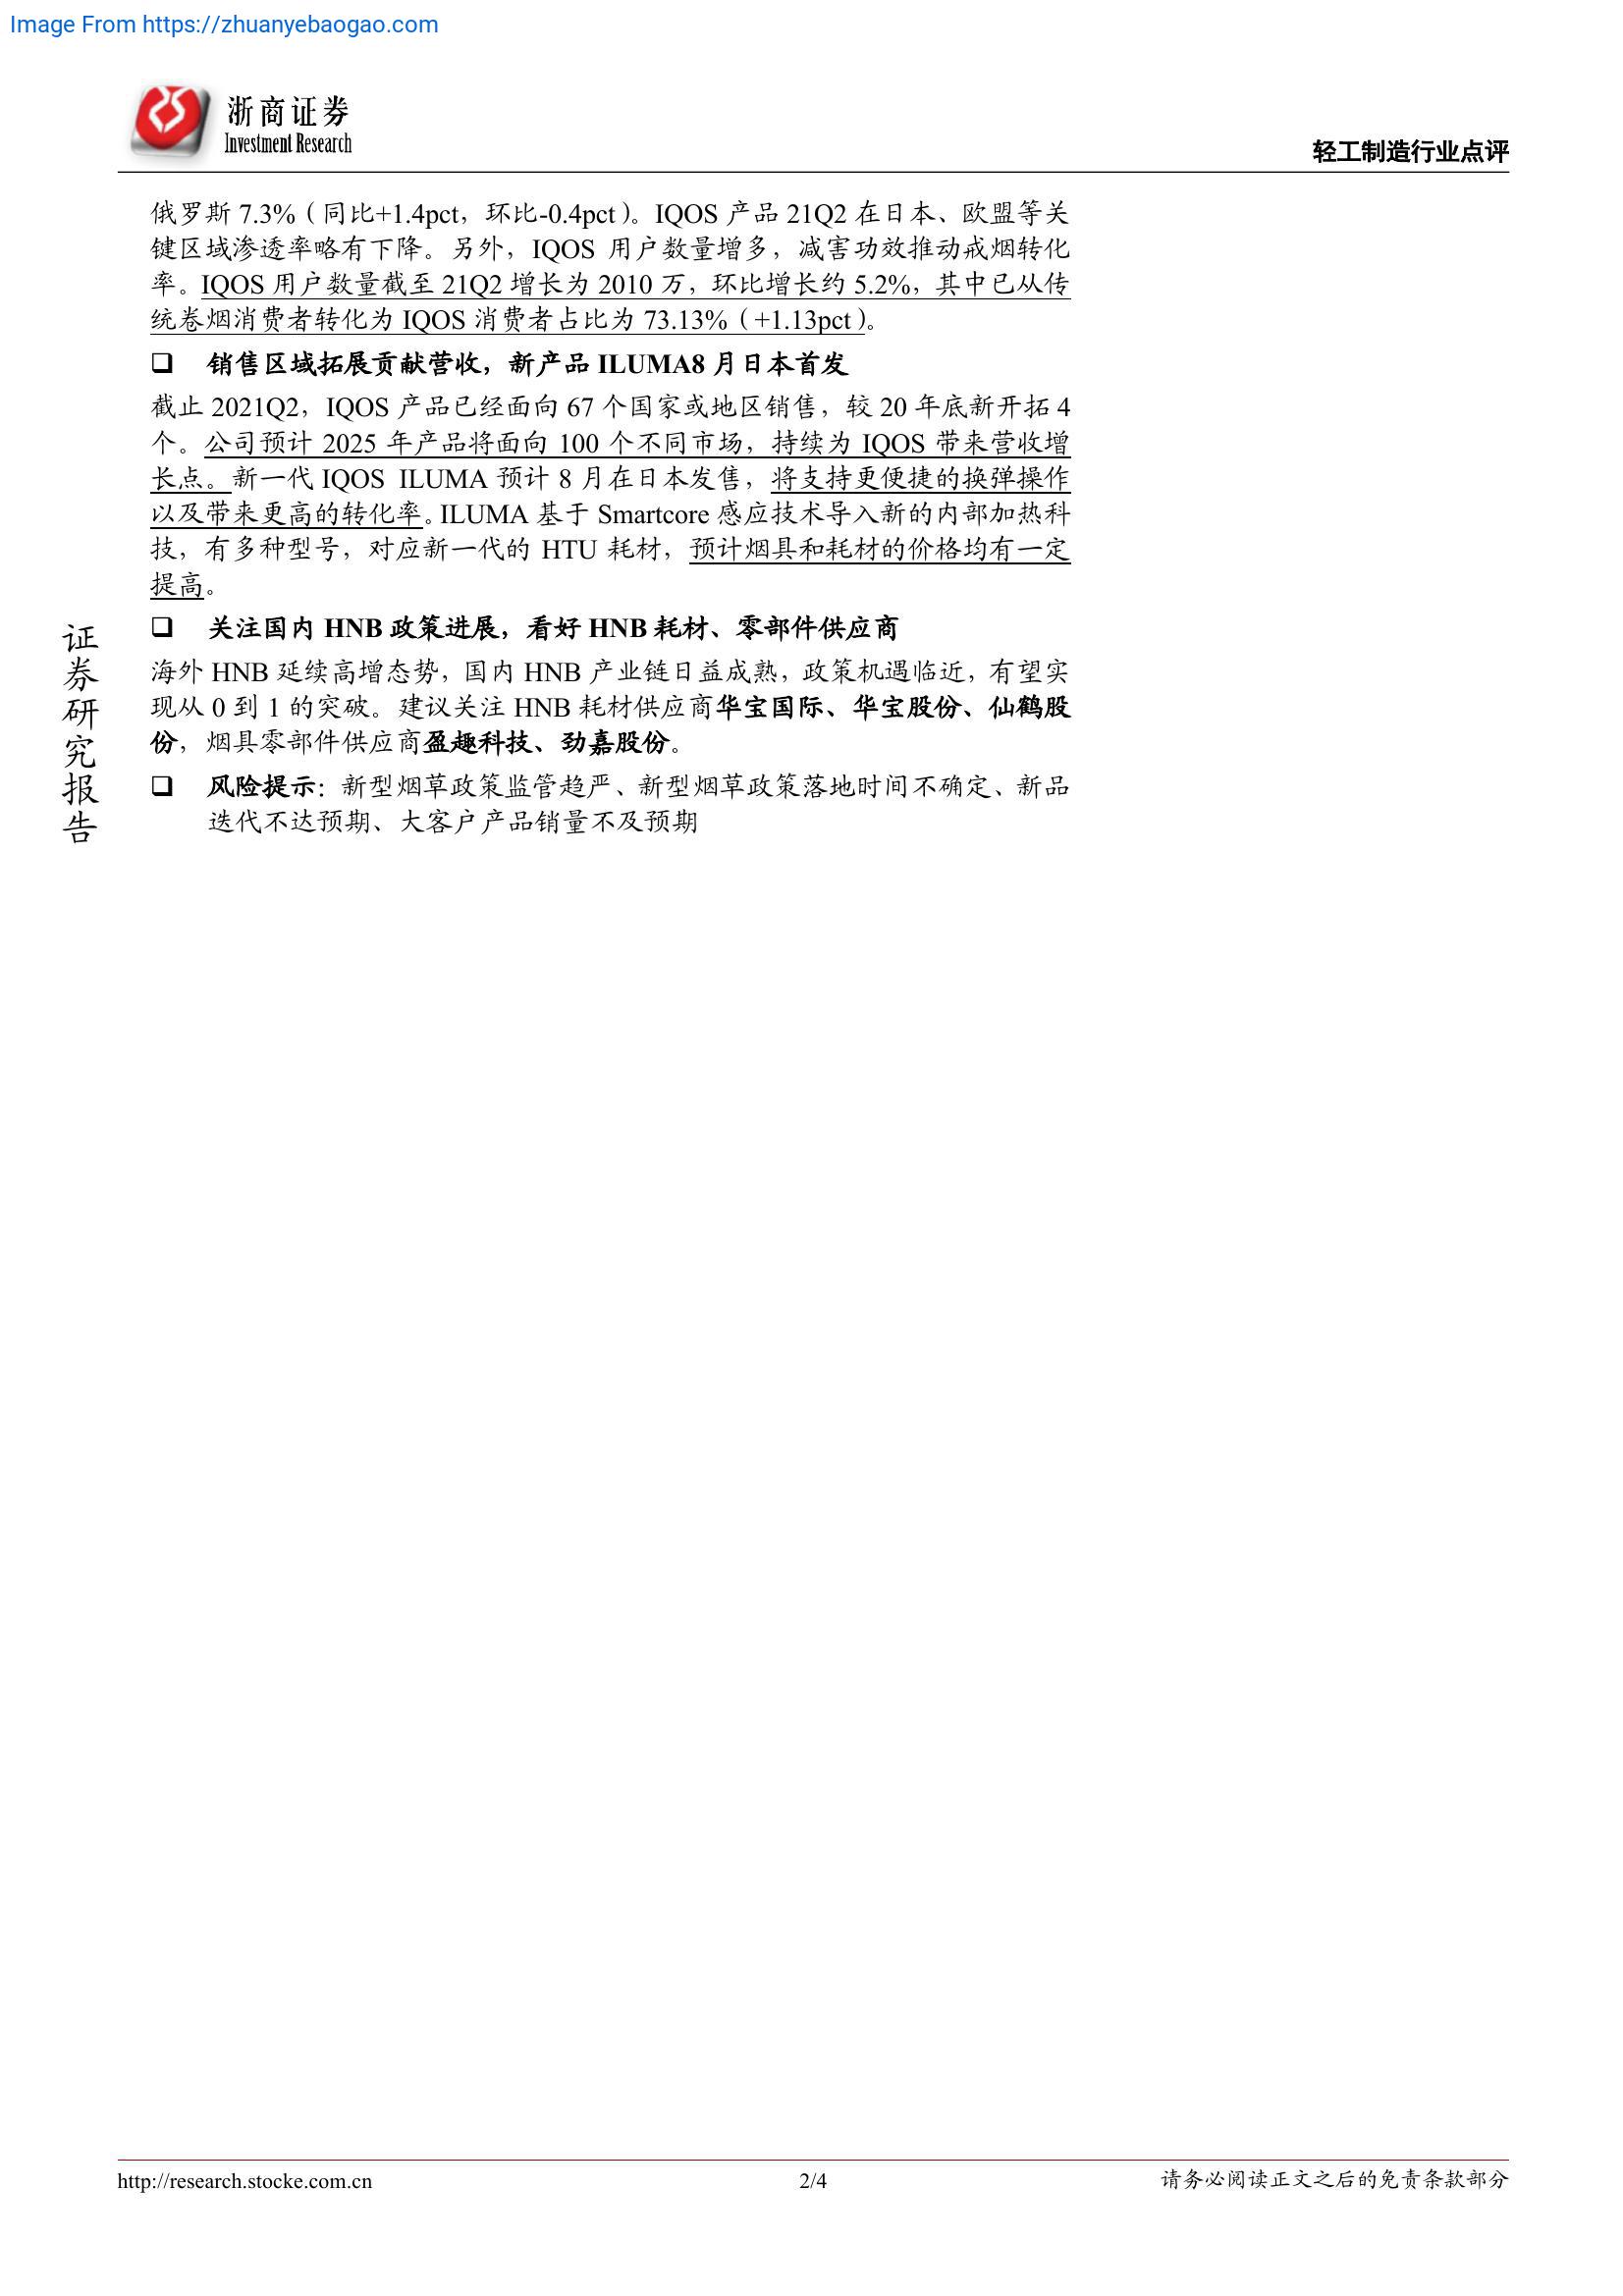 Image From https://zhuanyebaogao.com
浙商证券
Investment Research
轻工制造行业点评
俄罗斯 7.3%（同比+1.4pct，环比-0.4pct）。IQOS 产品 21Q2 在日本、欧盟等关
键区域渗透率略有下降。另外，IQOS 用户数量增多，减害功效推动戒烟转化
率。IQOS 用户数量截至 21Q2 增长为 2010 万，环比增长约 5.2%，其中已从传
统卷烟消费者转化为 IQOS 消费者占比为 73.13%（+1.13pct）。
❑ 销售区域拓展贡献营收，新产品 ILUMA8 月日本首发
截止 2021Q2，IQOS 产品已经面向 67 个国家或地区销售，较 20 年底新开拓 4
个。公司预计 2025 年产品将面向 100 个不同市场，持续为 IQOS 带来营收增
长点。新一代 IQOS ILUMA 预计 8 月在日本发售，将支持更便捷的换弹操作
以及带来更高的转化率。ILUMA 基于 Smartcore 感应技术导入新的内部加热科
技，有多种型号，对应新一代的 HTU 耗材，预计烟具和耗材的价格均有一定
提高。
❑ 关注国内 HNB 政策进展，看好 HNB 耗材、零部件供应商
海外 HNB 延续高增态势，国内 HNB 产业链日益成熟，政策机遇临近，有望实
现从 0 到 1 的突破。建议关注 HNB 耗材供应商华宝国际、华宝股份、仙鹤股
份，烟具零部件供应商盈趣科技、劲嘉股份。
❑ 风险提示：新型烟草政策监管趋严、新型烟草政策落地时间不确定、新品
迭代不达预期、大客户产品销量不及预期
证券研究报告
http://research.stocke.com.cn
2/4
请务必阅读正文之后的免责条款部分